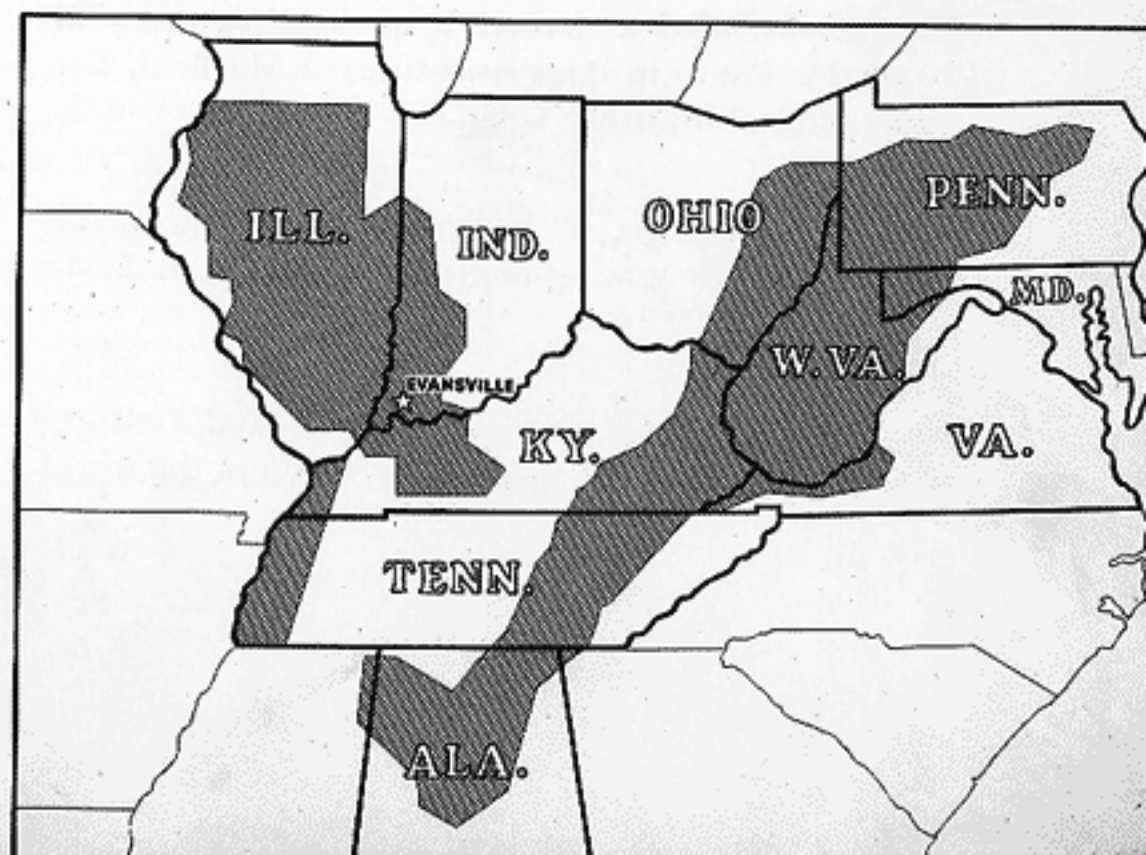 PENN.
ILL.
OHIO
IND.
MD.
W. VA.
EVANSVILLE
KY.
VA.
TENN.
ALA.